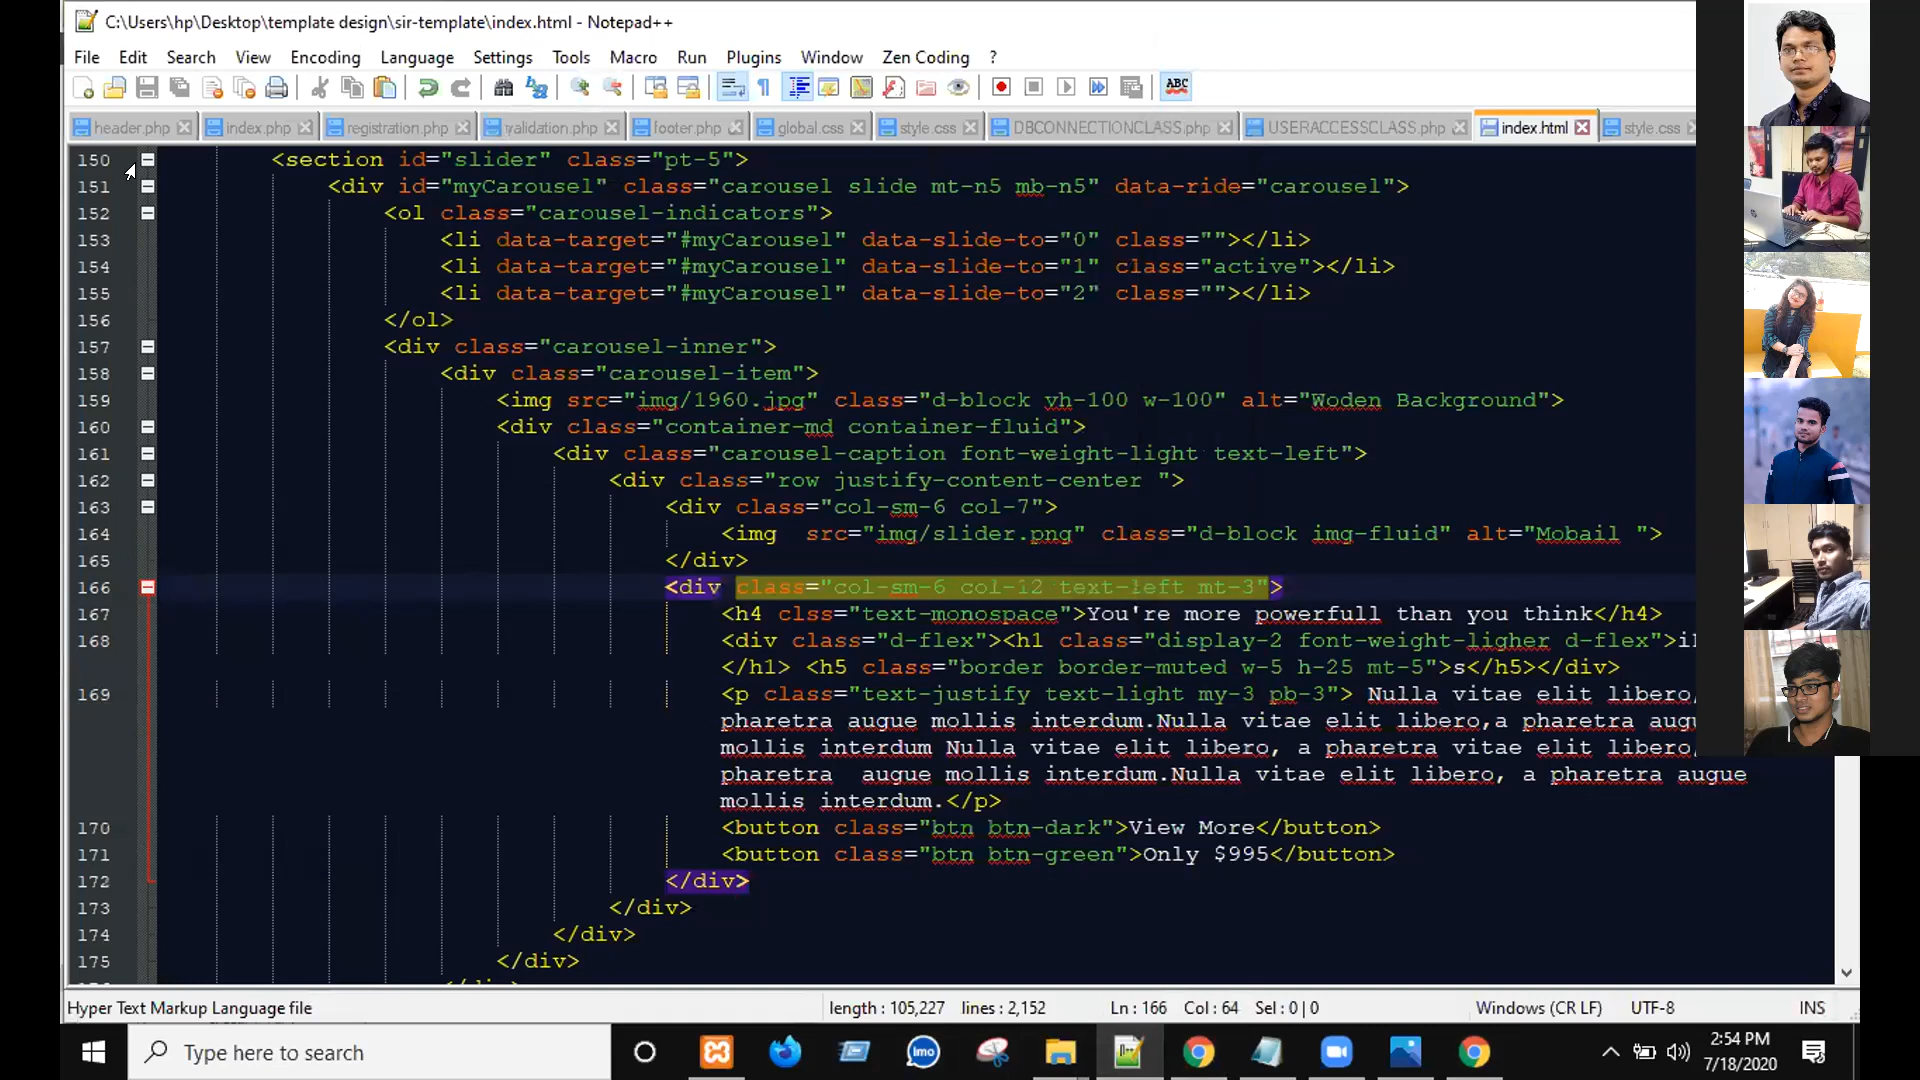 C:\Users\hp\Desktop\template design\sir-template\index.html - Notepad++
File Edit Search View Encoding Language Settings Tools Macro Run Plugins Window Zen Coding ?
ABC
header.php index.php registration.php validation.php footer.php global.css style.css DBCONNECTIONCLASS.php USERACCESSCLASS.php index.html style.css
150 <section id="slider" class="pt-5">
151 <div id="myCarousel" class="carousel slide mt-n5 mb-n5" data-ride="carousel">
152 <ol class="carousel-indicators">
153 <li data-target="#myCarousel" data-slide-to="0" class=""></li>
154 <li data-target="#myCarousel" data-slide-to="1" class="active"></li>
155 <li data-target="#myCarousel" data-slide-to="2" class=""></li>
156 </ol>
157 <div class="carousel-inner">
158 <div class="carousel-item">
159 <img src="img/1960.jpg" class="d-block vh-100 w-100" alt="Woden Background">
160 <div class="container-md container-fluid">
161 <div class="carousel-caption font-weight-light text-left">
162 <div class="row justify-content-center ">
163 <div class="col-sm-6 col-7">
164 <img  src="img/slider.png" class="d-block img-fluid" alt="Mobail ">
165 </div>
166 <div class="col-sm-6 col-12 text-left mt-3">
167 <h4 clss="text-monospace">You're more powerfull than you think</h4>
168 <div class="d-flex"><h1 class="display-2 font-weight-ligher d-flex">
</h1> <h5 class="border border-muted w-5 h-25 mt-5">s</h5></div>
169 <p class="text-justify text-light my-3 pb-3"> Nulla vitae elit libero,
pharetra augue mollis interdum.Nulla vitae elit libero,a pharetra
mollis interdum Nulla vitae elit libero, a pharetra vitae elit libero,
pharetra  augue mollis interdum.Nulla vitae elit libero, a pharetra augue
mollis interdum.</p>
170 <button class="btn btn-dark">View More</button>
171 <button class="btn btn-green">Only $995</button>
172 </div>
173 </div>
174 </div>
175 </div>
Hyper Text Markup Language file length : 105,227 lines : 2,152 Ln : 166 Col : 64 Sel : 0 | 0 Windows (CR LF) UTF-8 INS
Type here to search
imo
2:54 PM
7/18/2020